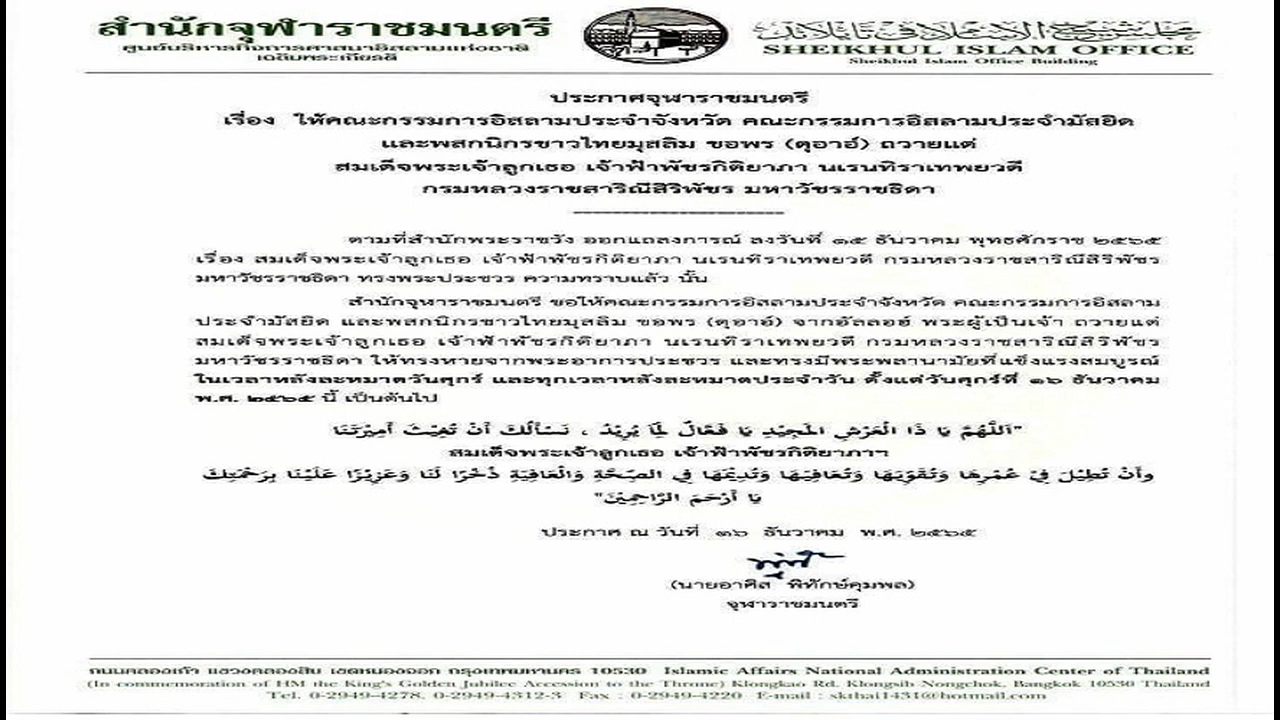 สำนักจุฬาราชมนตรี
ศูนย์บริหารกิจการศาสนาอิสลามแห่งชาติ
เฉลิมพระเกียรติ
SHEIKHUL ISLAM OFFICE
Sheikhul Islam Office Building
ประกาศจุฬาราชมนตรี
เรื่อง ให้คณะกรรมการอิสลามประจำจังหวัด คณะกรรมการอิสลามประจำมัสยิด
และพสกนิกรชาวไทยมุสลิม ขอพร (ดุอาอ์) ถวายแด่
สมเด็จพระเจ้าลูกเธอ เจ้าฟ้าพัชรกิติยาภา นเรนทิราเทพยวดี
กรมหลวงราชสาริณีสิริพัชร มหาวัชรราชธิดา
ตามที่สำนักพระราชวัง ออกแถลงการณ์ ลงวันที่ ๑๕ ธันวาคม พุทธศักราช ๒๕๖๕
เรื่อง สมเด็จพระเจ้าลูกเธอ เจ้าฟ้าพัชรกิติยาภา นเรนทิราเทพยวดี กรมหลวงราชสาริณีสิริพัชร
มหาวัชรราชธิดา ทรงพระประชวร ความทราบแล้ว นั้น
สำนักจุฬาราชมนตรี ขอให้คณะกรรมการอิสลามประจำจังหวัด คณะกรรมการอิสลาม
ประจำมัสยิด และพสกนิกรชาวไทยมุสลิม ขอพร (ดุอาอ์) จากอัลลอฮ์ พระผู้เป็นเจ้า ถวายแด่
สมเด็จพระเจ้าลูกเธอ เจ้าฟ้าพัชรกิติยาภา นเรนทิราเทพยวดี กรมหลวงราชสาริณีสิริพัชร
มหาวัชรราชธิดา ให้ทรงหายจากพระอาการประชวร และทรงมีพระพลานามัยที่แข็งแรงสมบูรณ์
ในเวลาหลังละหมาดวันศุกร์ และทุกเวลาหลังละหมาดประจำวัน ตั้งแต่วันศุกร์ที่ ๑๖ ธันวาคม
พ.ศ. ๒๕๖๕ นี้ เป็นต้นไป
"اَللَّهُمَّ يَا ذَا الْعَرْشِ الْمَجِيْدِ يَا فَعَّالُ لِمَا يُرِيْدُ ، نَسْأَلُكَ أَنْ تُغِيْثَ أَمِيْرَتَنَا
สมเด็จพระเจ้าลูกเธอ เจ้าฟ้าพัชรกิติยาภาฯ
وأَنْ تُطِيْلَ فِيْ عُمْرِهَا وَتُقَوِّيَهَا وَتُعَافِيَهَا وَتُدِيْمَهَا فِي الصِّحَّةِ وَالْعَافِيَةِ ذُخْرًا لَنَا وَعَزِيْزًا عَلَيْنَا بِرَحْمَتِكَ
يَا أَرْحَمَ الرَّاحِمِيْنَ"
ประกาศ ณ วันที่ ๑๖ ธันวาคม พ.ศ. ๒๕๖๕
(นายอาศิส พิทักษ์คุมพล)
จุฬาราชมนตรี
ถนนคลองเก้า แขวงคลองสิบ เขตหนองจอก กรุงเทพมหานคร 10530 Islamic Affairs National Administration Center of Thailand
(In commemoration of HM the King's Golden Jubilee Accession to the Throne) Klongkao Rd, Klongsib Nongchok, Bangkok 10530 Thailand
Tel. 0-2949-4278, 0-2949-4312-3 Fax : 0-2949-4220 E-mail : skthai1431@hotmail.com